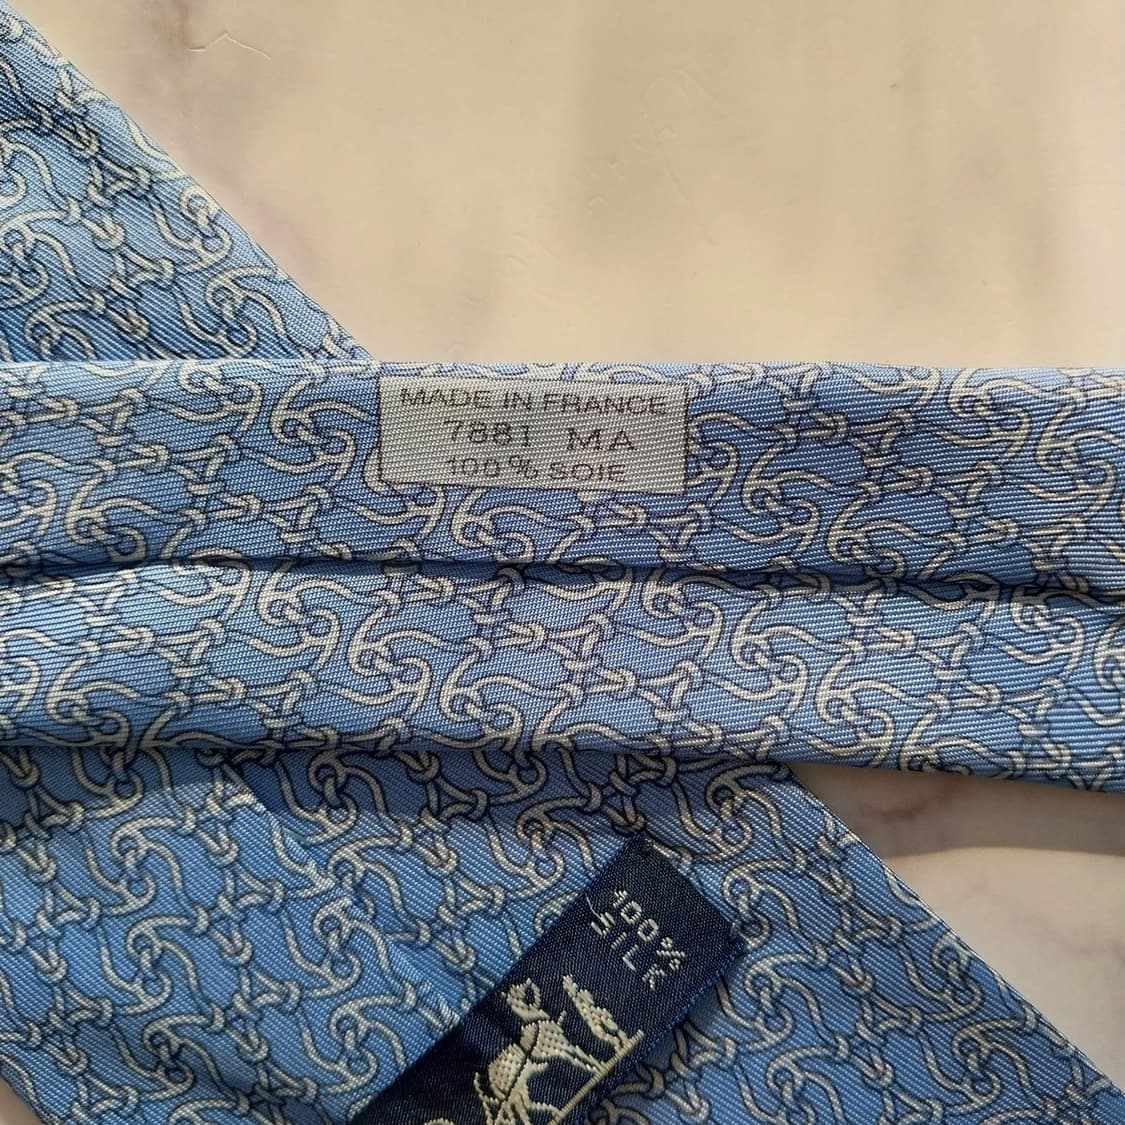 MADE IN FRANCE
7881 MA
100% SOIE
100%
SILK